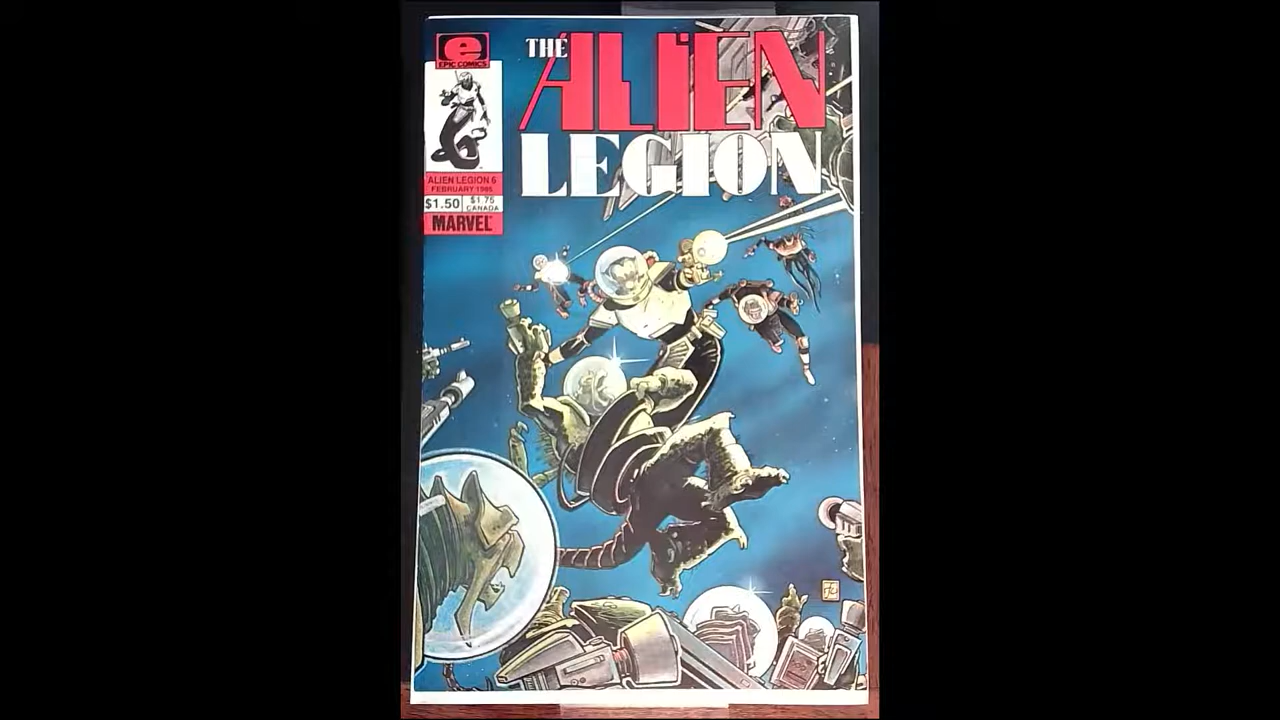 e
EPIC COMICS
THE
ALIEN
LEGION
ALIEN LEGION 6
FEBRUARY 1985
$1.50
$1.75
CANADA
MARVEL